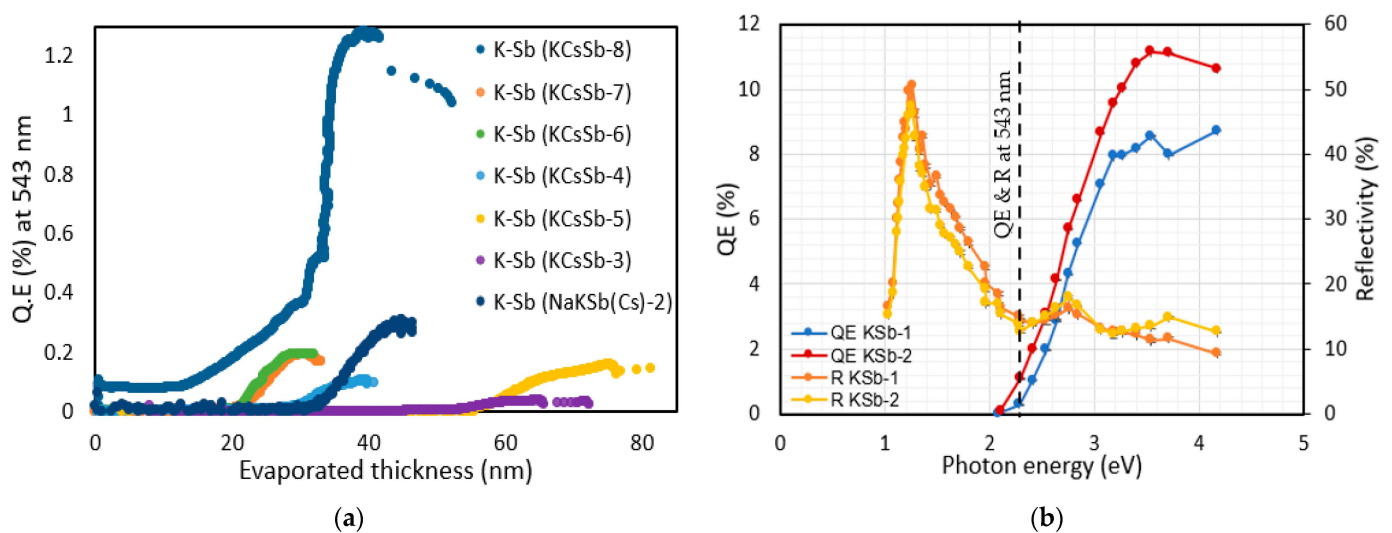 Q.E (%) at 543 nm
1.2
1
0.8
0.6
0.4
0.2
0
0
20
40
60
80
Evaporated thickness (nm)
K-Sb (KCsSb-8)
K-Sb (KCsSb-7)
K-Sb (KCsSb-6)
K-Sb (KCsSb-4)
K-Sb (KCsSb-5)
K-Sb (KCsSb-3)
K-Sb (NaKSb(Cs)-2)
(a)
QE (%)
12
10
8
6
4
2
0
0
1
2
3
4
5
Photon energy (eV)
60
50
40
30
20
10
0
Reflectivity (%)
QE & R at 543 nm
QE KSb-1
QE KSb-2
R KSb-1
R KSb-2
(b)